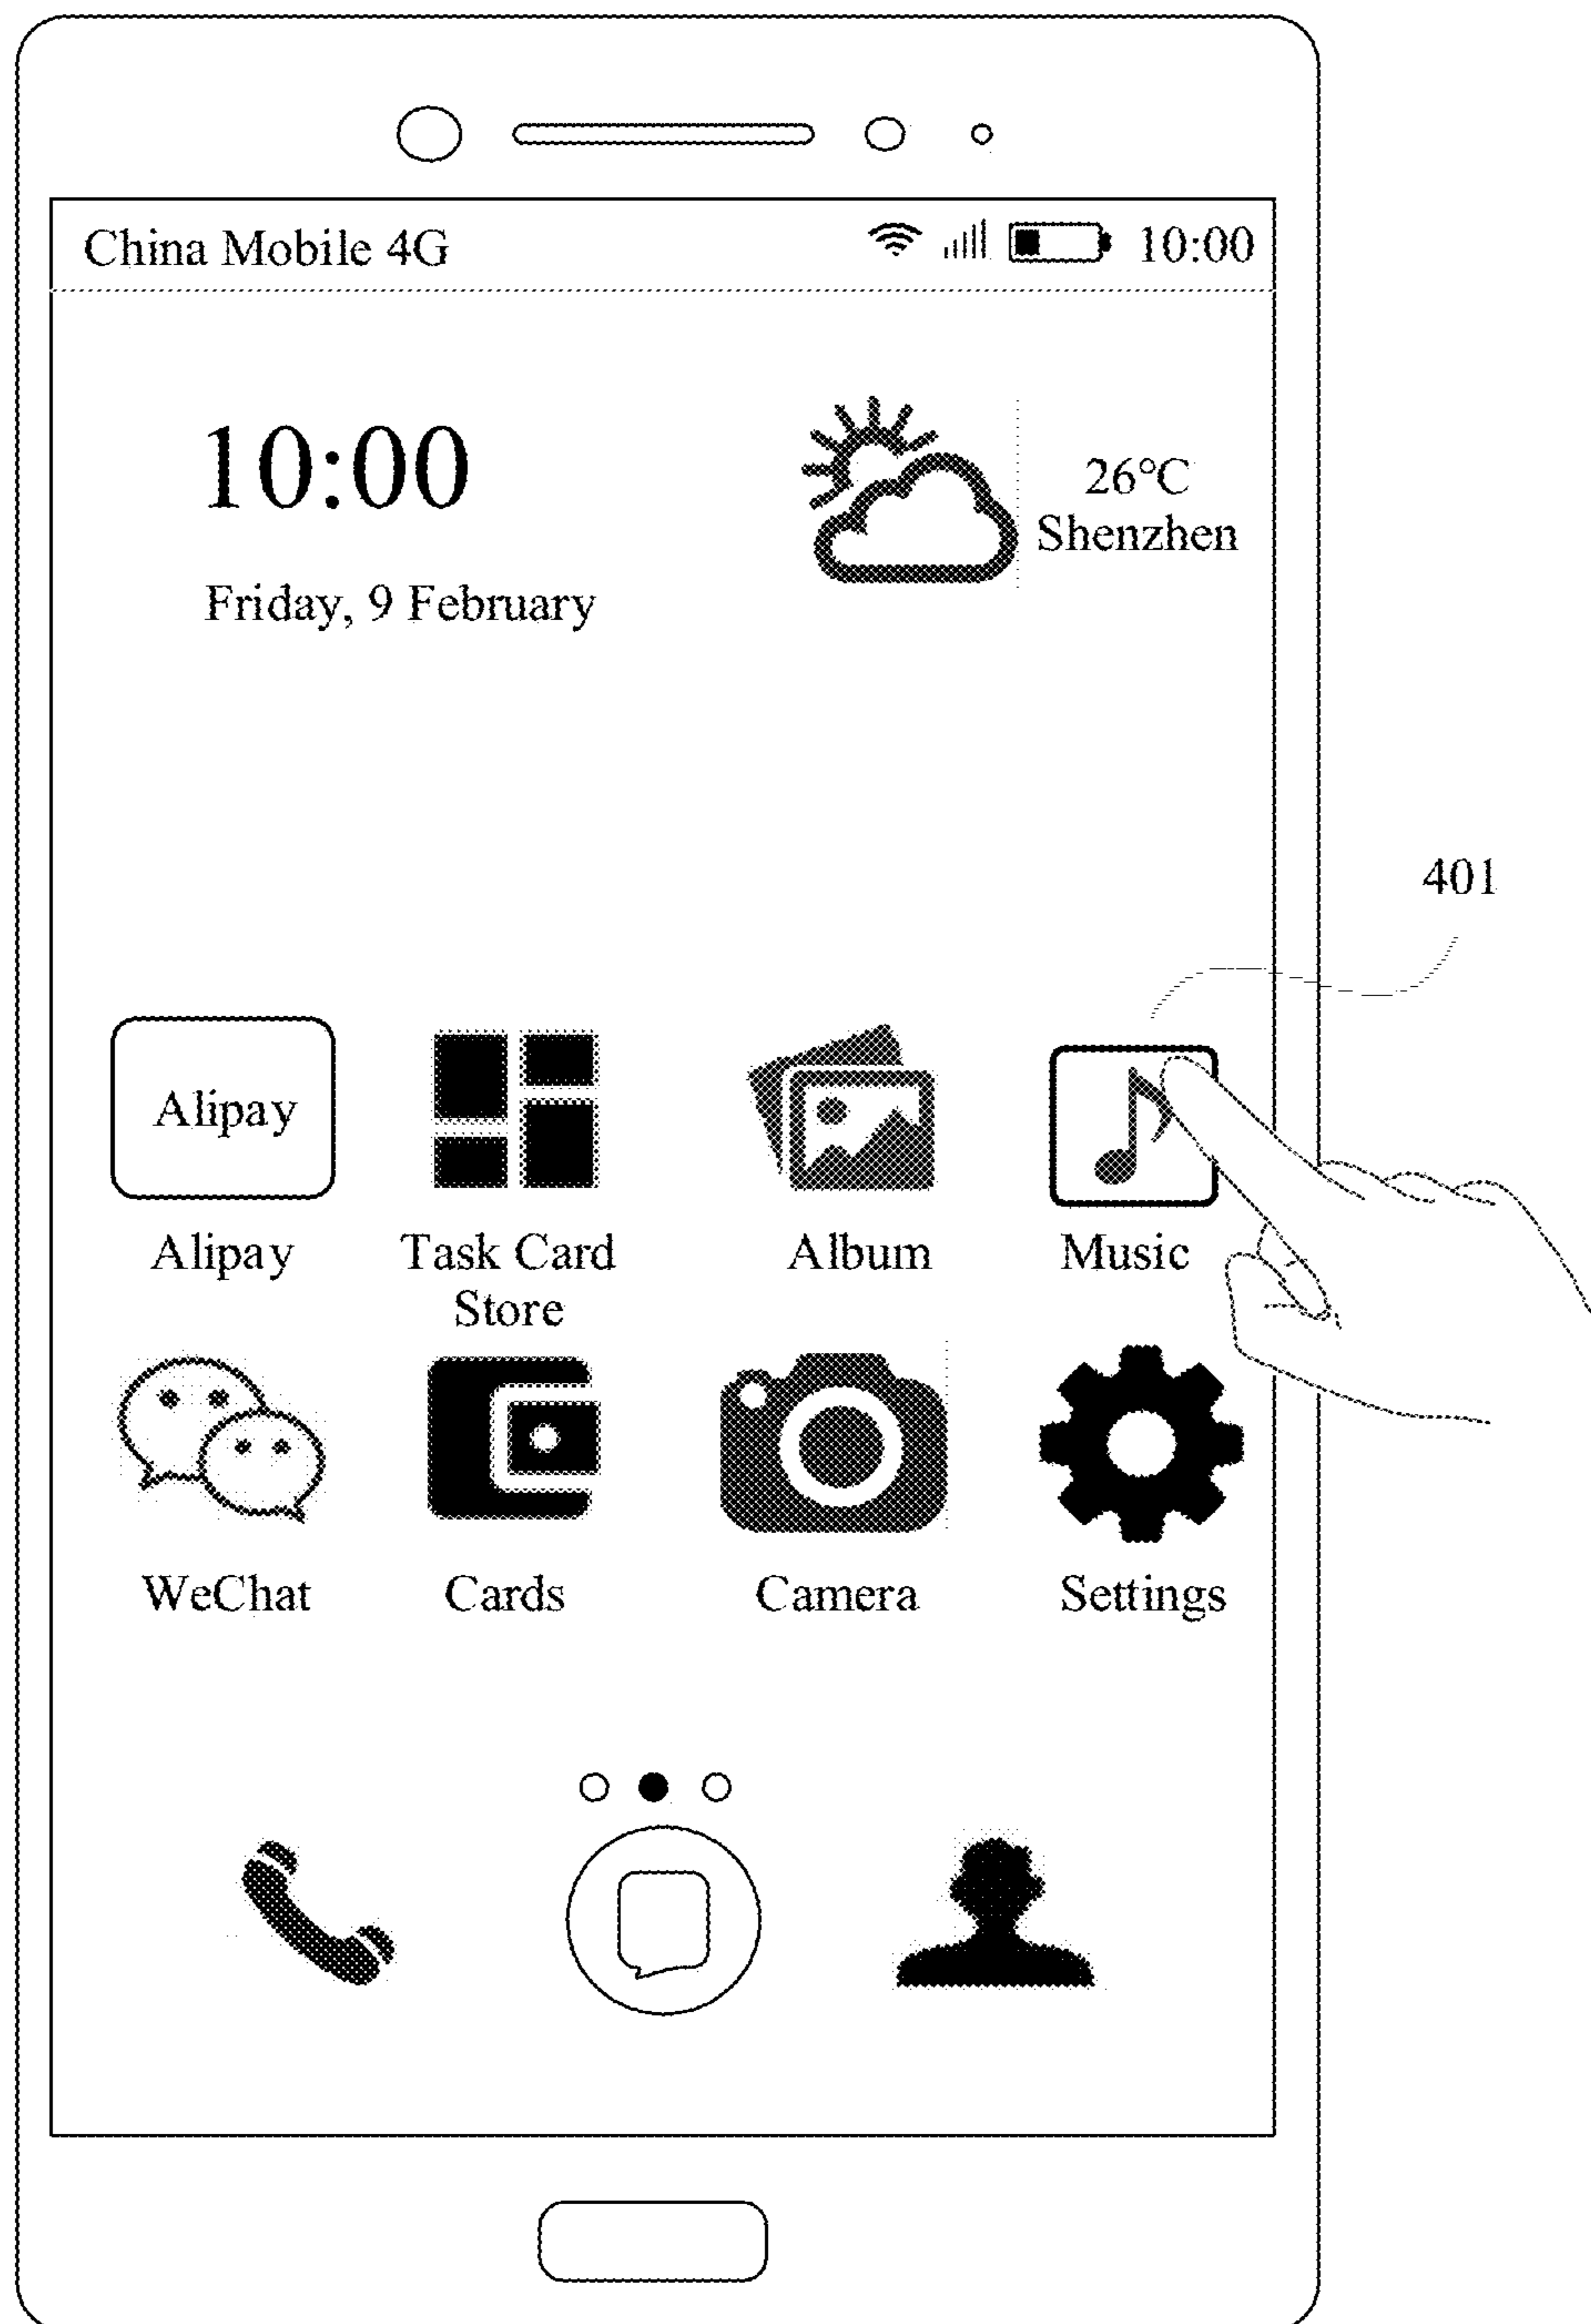 China Mobile 4G 10:00
10:00
26°C
Shenzhen
Friday, 9 February
401
Alipay
Alipay Task Card Album Music
Store
WeChat Cards Camera Settings